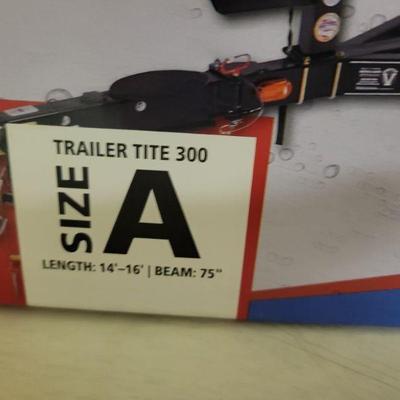 TRAILER TITE 300
SIZE A
LENGTH: 14'–16' | BEAM: 75"